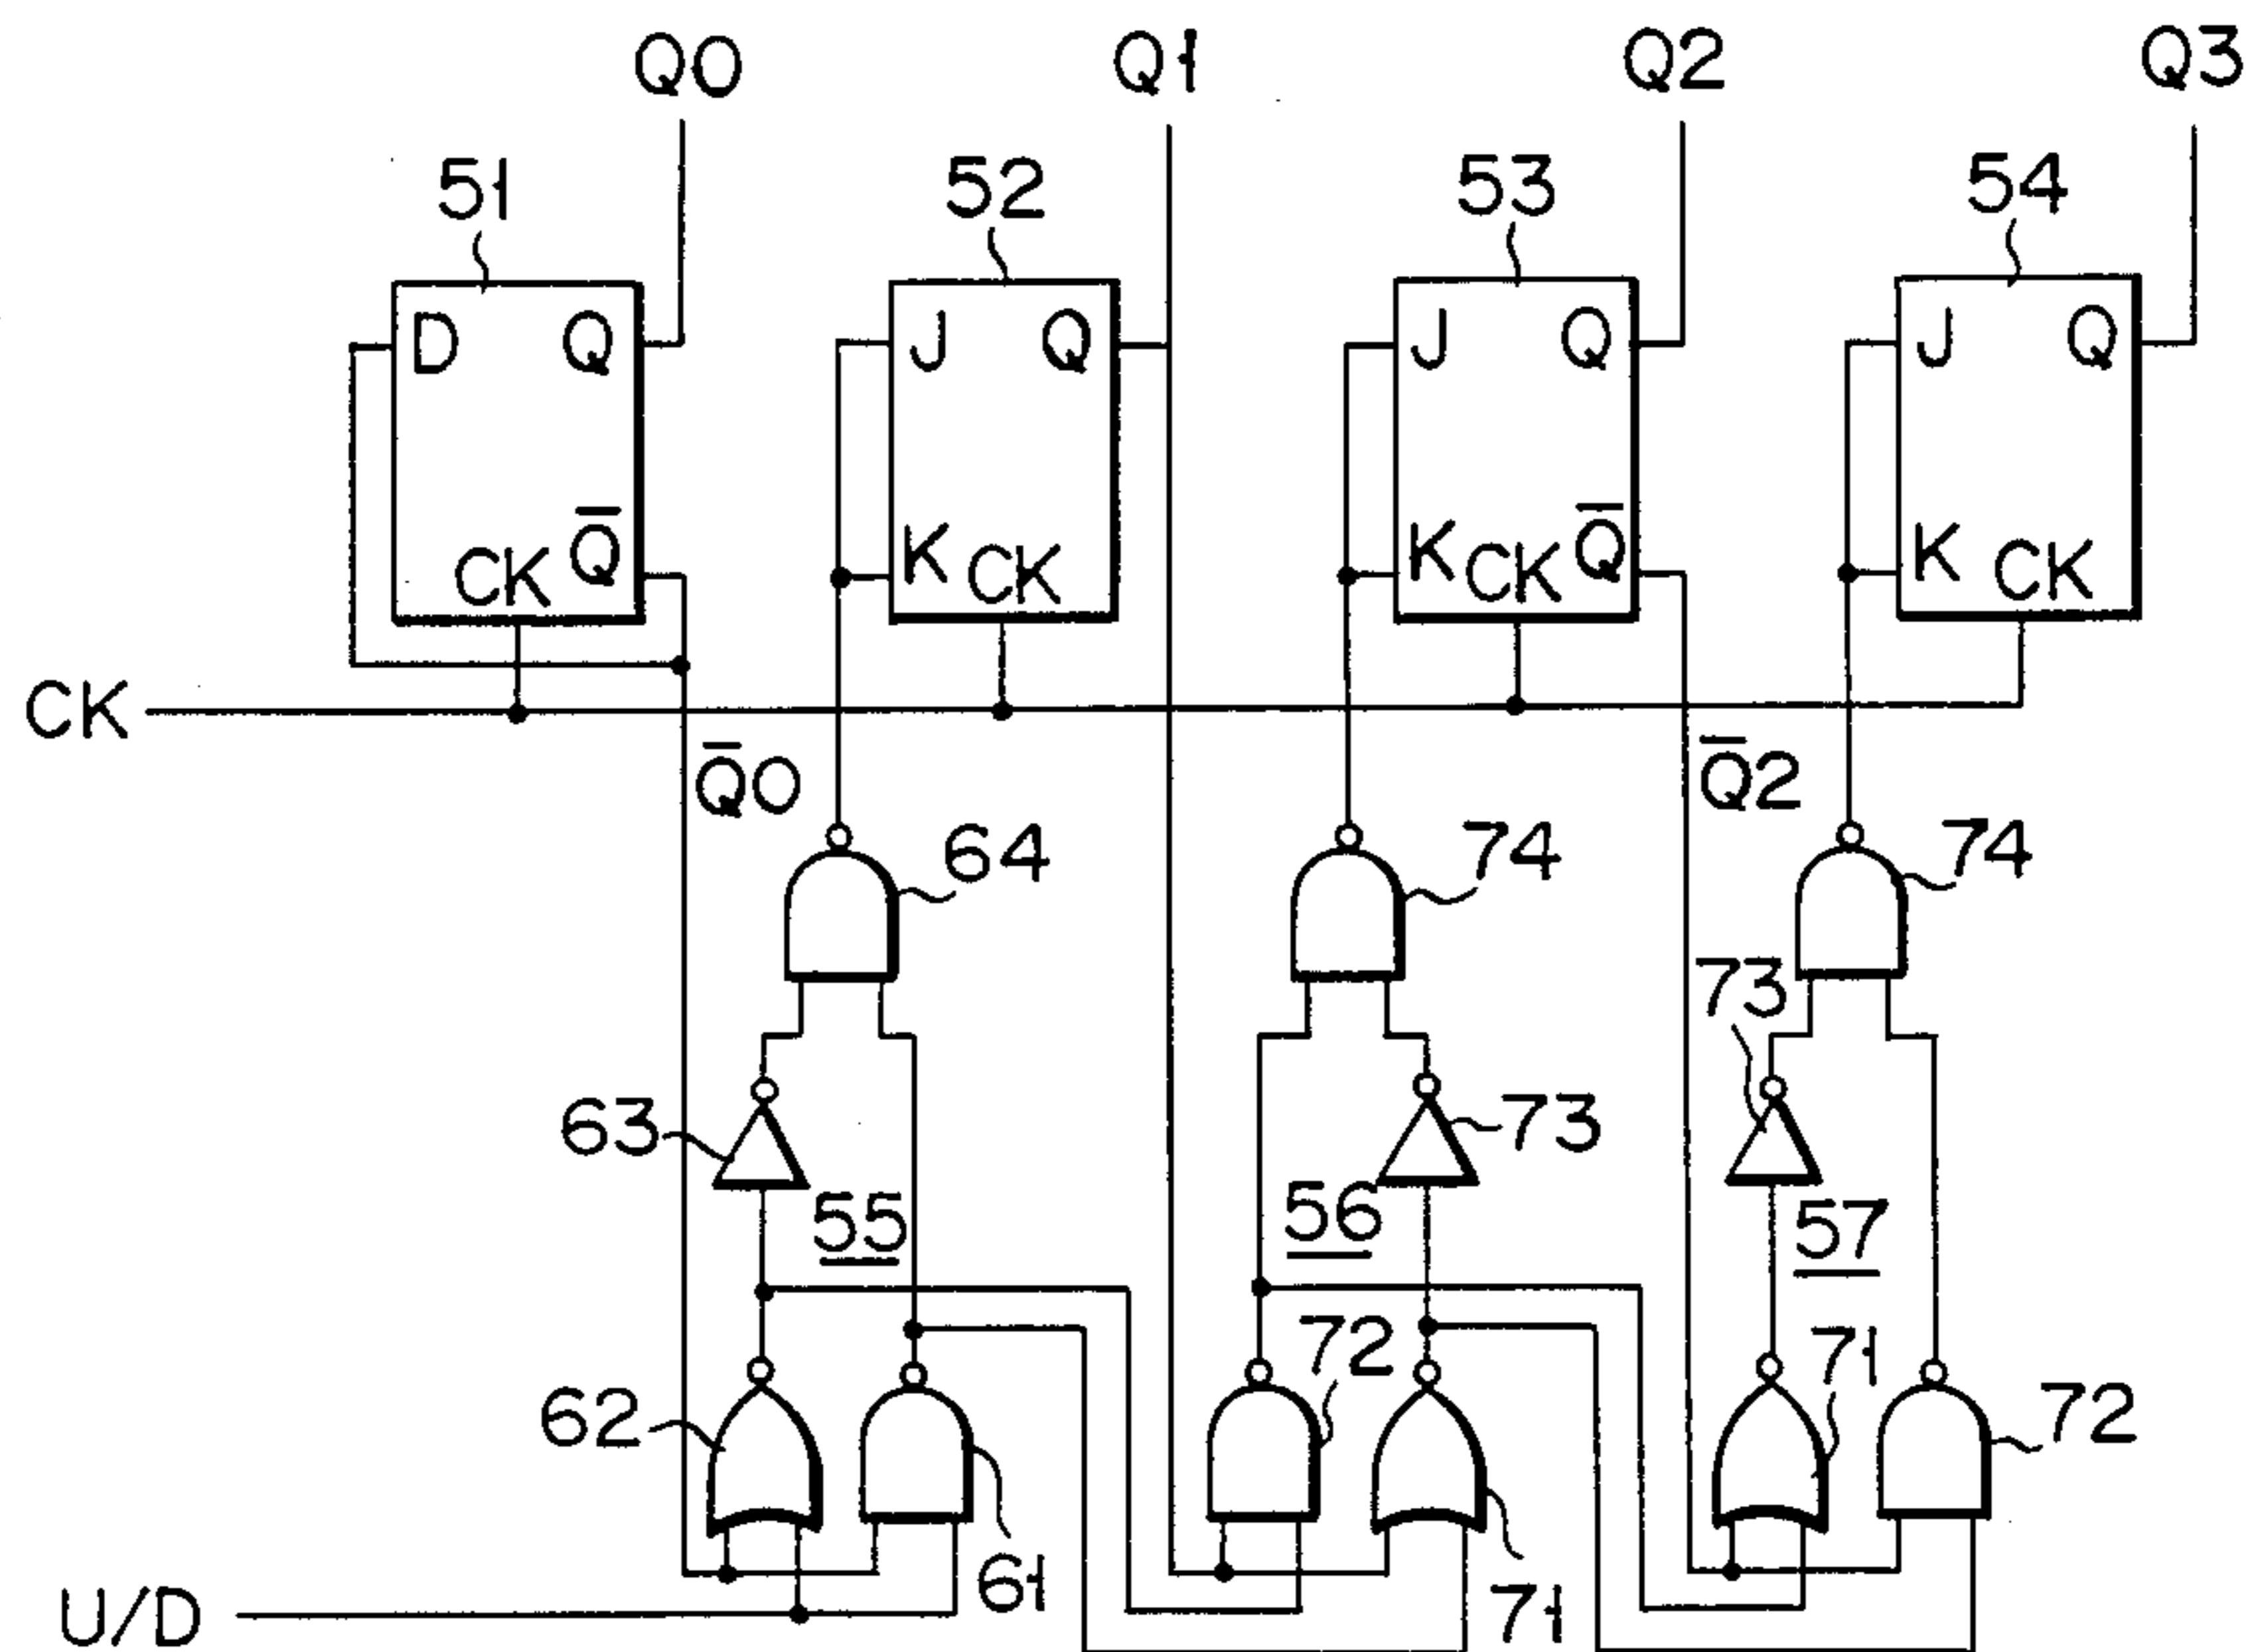 Q0 Q1 Q2 Q3
51 52 53 54
D Q J Q J Q J Q
CK Q̅ K CK K CK Q̅ K CK
CK
Q̅0 Q̅2
64 74 74
73
63 73
55 56 57
72 71
62 72
61 71
U/D